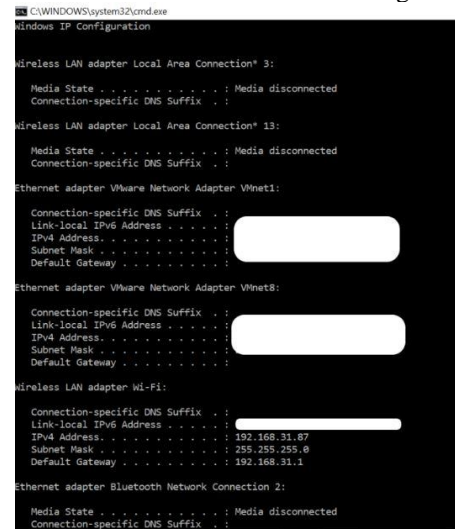 C:\WINDOWS\system32\cmd.exe
Windows IP Configuration
Wireless LAN adapter Local Area Connection* 3:
Media State . . . . . . . . . . . : Media disconnected
Connection-specific DNS Suffix  . :
Wireless LAN adapter Local Area Connection* 13:
Media State . . . . . . . . . . . : Media disconnected
Connection-specific DNS Suffix  . :
Ethernet adapter VMware Network Adapter VMnet1:
Connection-specific DNS Suffix  . :
Link-local IPv6 Address . . . . . :
IPv4 Address. . . . . . . . . . . :
Subnet Mask . . . . . . . . . . . :
Default Gateway . . . . . . . . . :
Ethernet adapter VMware Network Adapter VMnet8:
Connection-specific DNS Suffix  . :
Link-local IPv6 Address . . . . . :
IPv4 Address. . . . . . . . . . . :
Subnet Mask . . . . . . . . . . . :
Default Gateway . . . . . . . . . :
Wireless LAN adapter Wi-Fi:
Connection-specific DNS Suffix  . :
Link-local IPv6 Address . . . . . :
IPv4 Address. . . . . . . . . . . : 192.168.31.87
Subnet Mask . . . . . . . . . . . : 255.255.255.0
Default Gateway . . . . . . . . . : 192.168.31.1
Ethernet adapter Bluetooth Network Connection 2:
Media State . . . . . . . . . . . : Media disconnected
Connection-specific DNS Suffix  . :